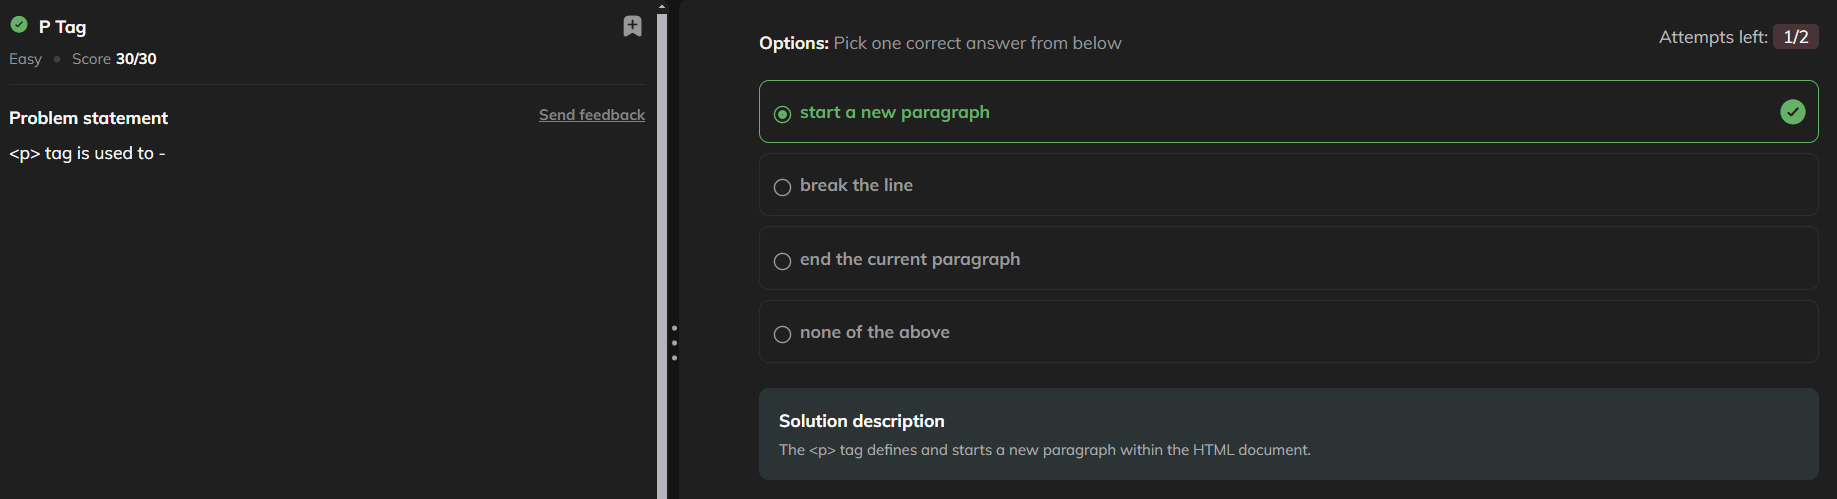 P Tag
Easy • Score 30/30
Problem statement
Send feedback
<p> tag is used to -
Options: Pick one correct answer from below
Attempts left: 1/2
start a new paragraph
break the line
end the current paragraph
none of the above
Solution description
The <p> tag defines and starts a new paragraph within the HTML document.